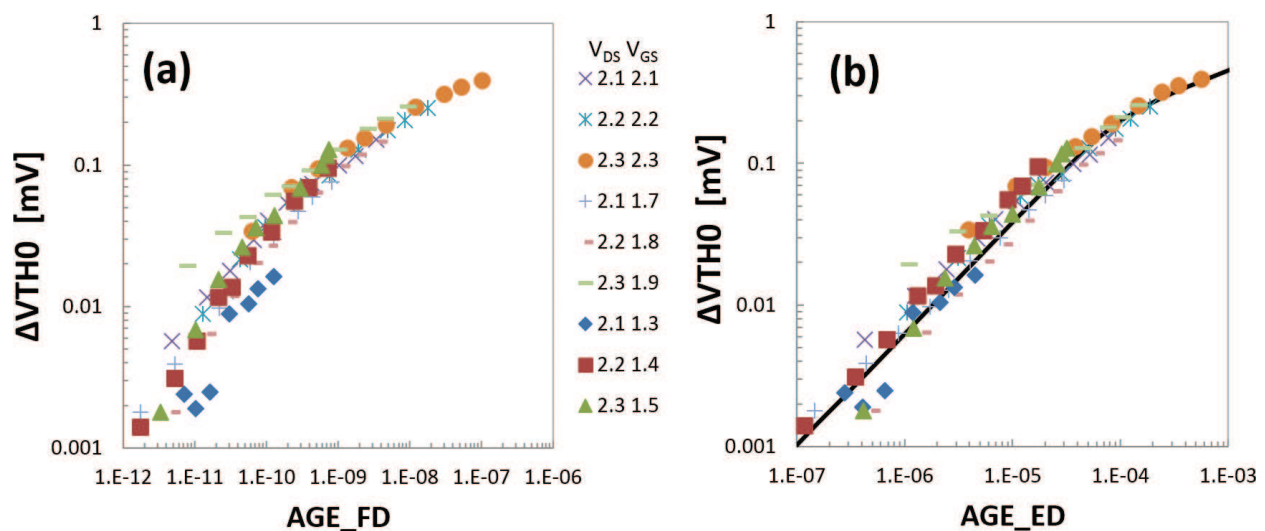 (a)
1
0.1
0.01
0.001
ΔVTH0 [mV]
1.E-12 1.E-11 1.E-10 1.E-09 1.E-08 1.E-07 1.E-06
AGE_FD
VDS VGS
2.1 2.1
2.2 2.2
2.3 2.3
2.1 1.7
2.2 1.8
2.3 1.9
2.1 1.3
2.2 1.4
2.3 1.5
(b)
1
0.1
0.01
0.001
ΔVTH0 [mV]
1.E-07 1.E-06 1.E-05 1.E-04 1.E-03
AGE_ED